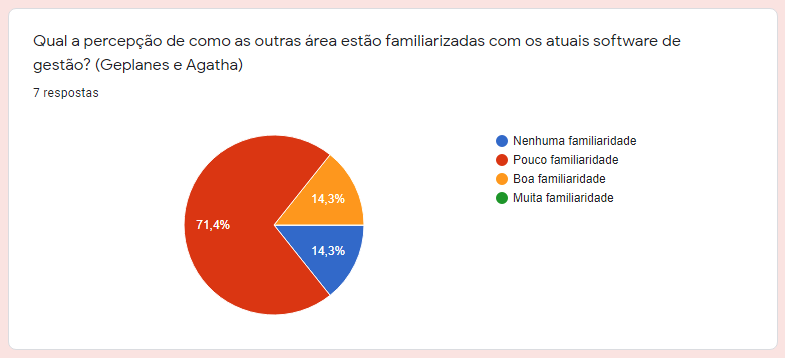 Qual a percepção de como as outras área estão familiarizadas com os atuais software de
gestão? (Geplanes e Agatha)
7 respostas
Nenhuma familiaridade
Pouco familiaridade
Boa familiaridade
Muita familiaridade
14,3%
71,4%
14,3%